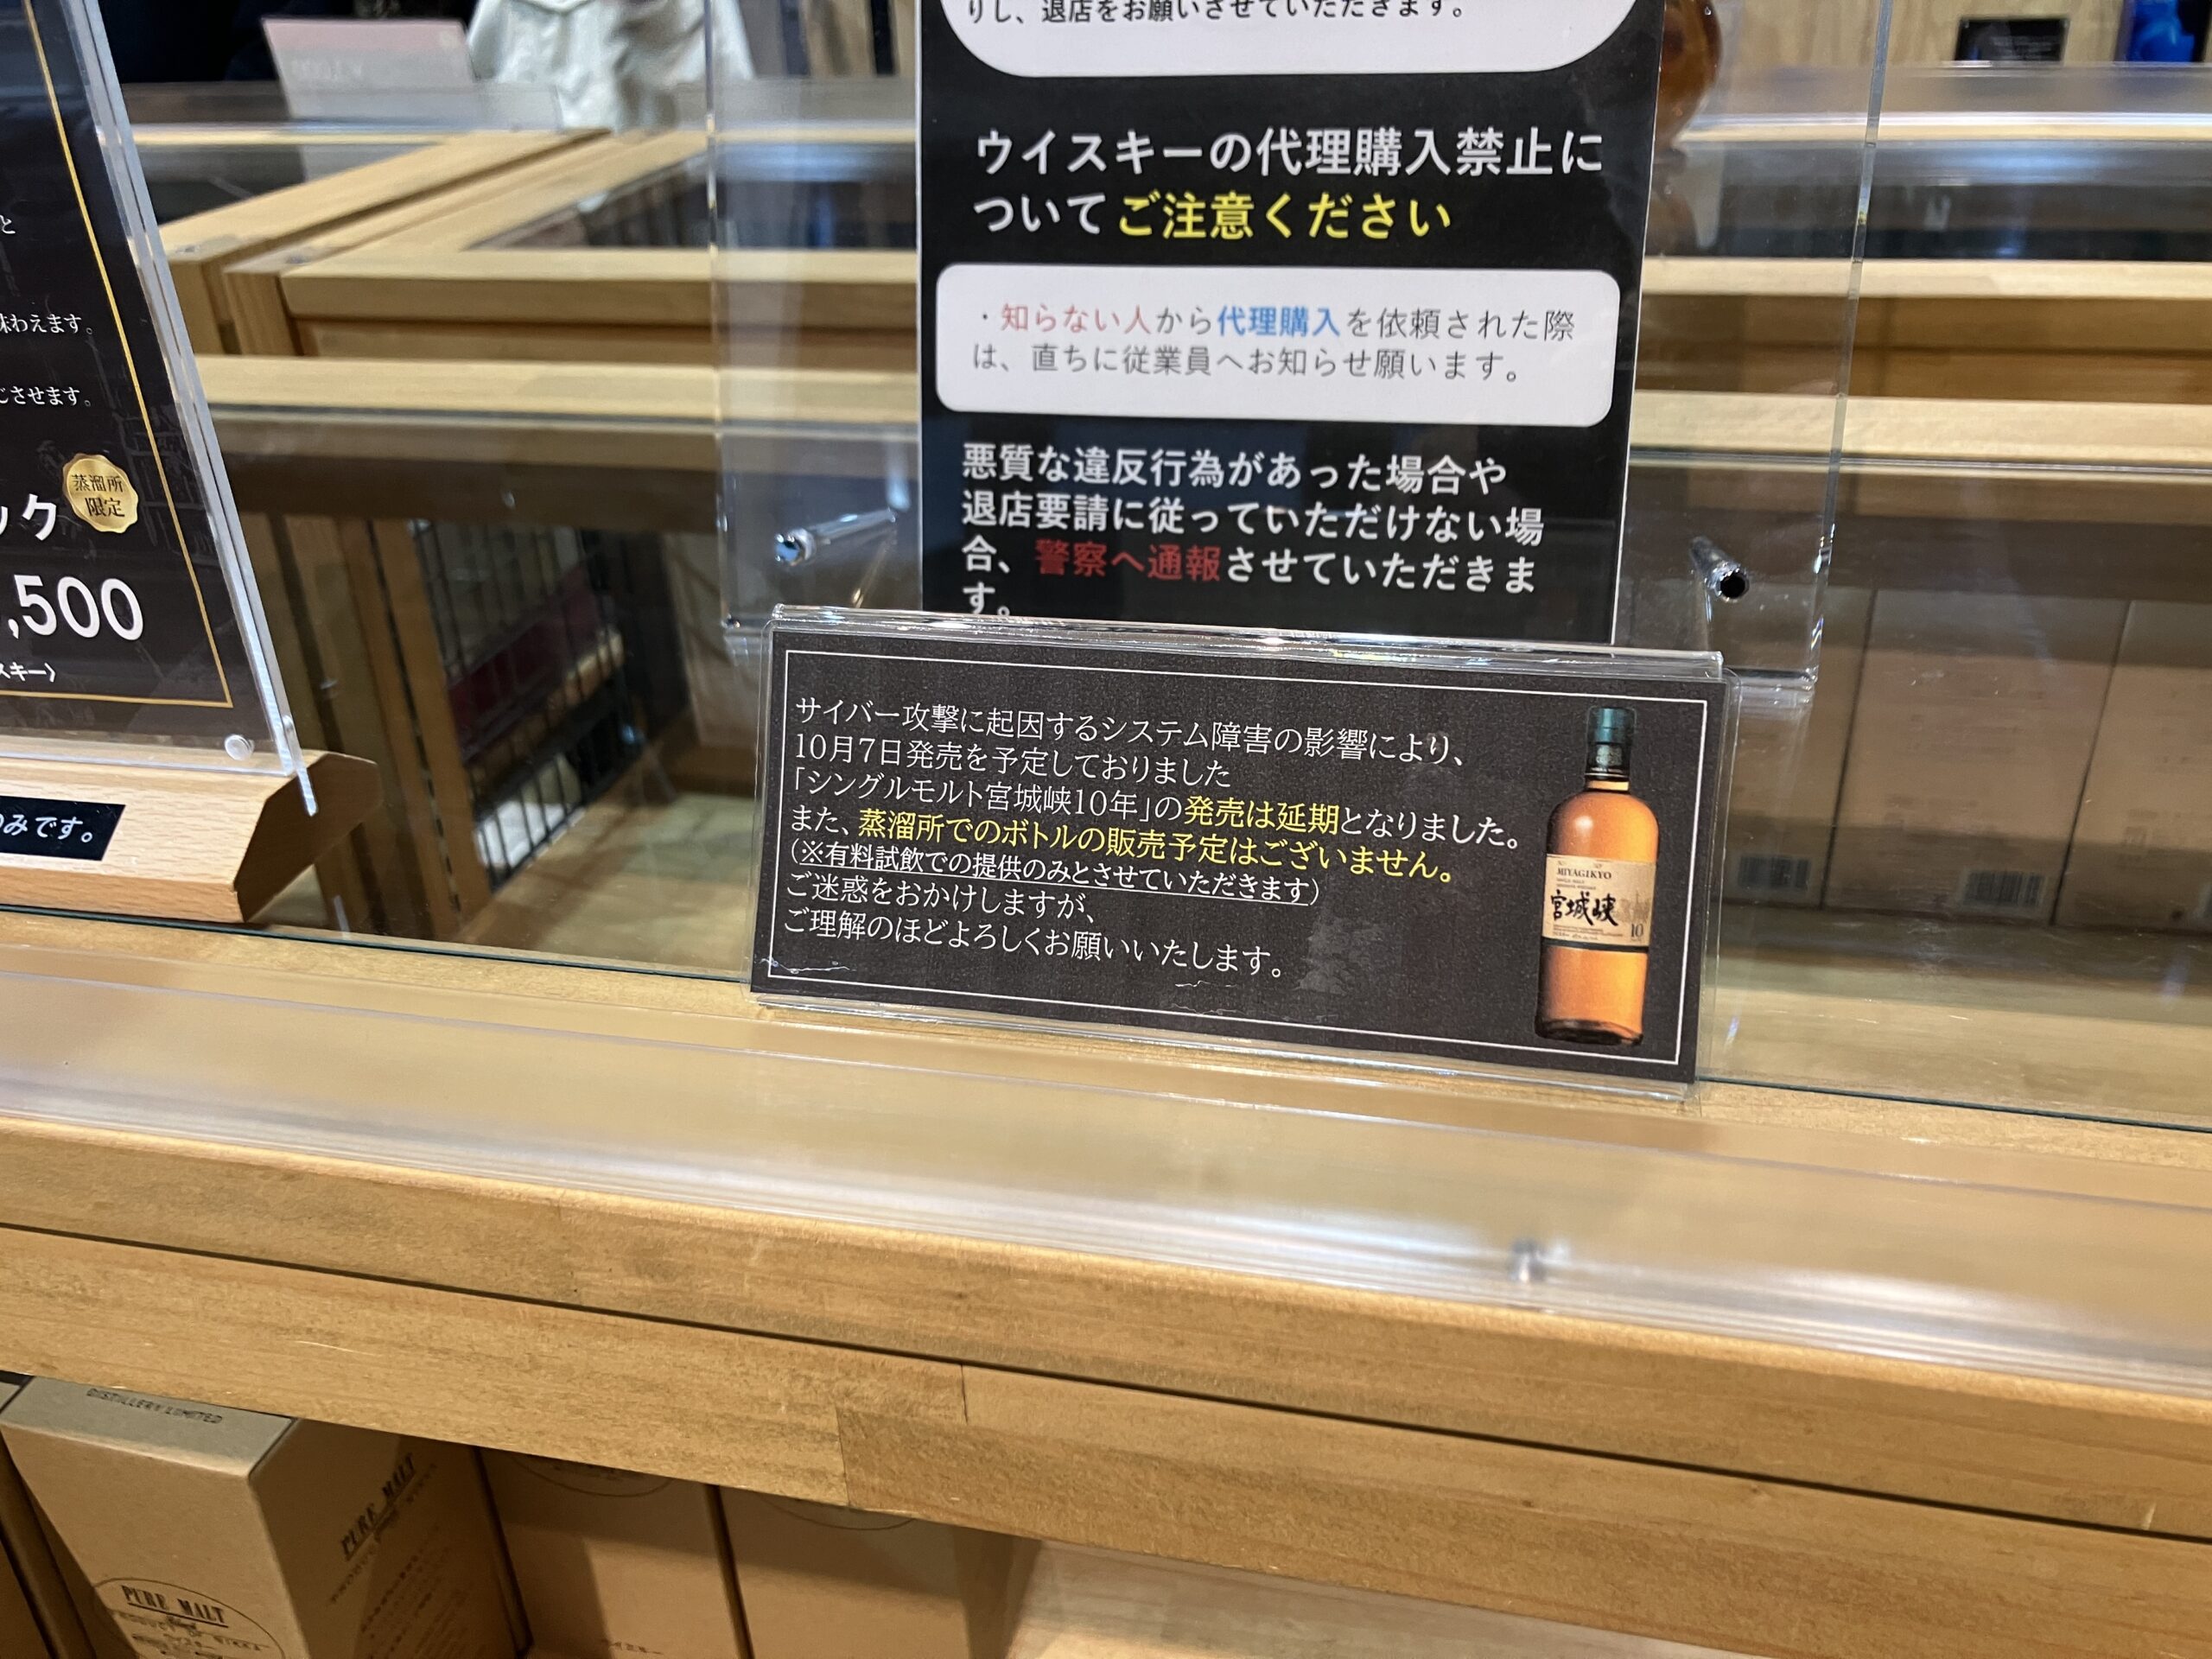 りし、退店をお願いさせていただきます。
ウイスキーの代理購入禁止に
ついてご注意ください
・知らない人から代理購入を依頼された際
は、直ちに従業員へお知らせ願います。
悪質な違反行為があった場合や
退店要請に従っていただけない場
合、警察へ通報させていただきま
す。
サイバー攻撃に起因するシステム障害の影響により、
10月7日発売を予定しておりました
「シングルモルト宮城峡10年」の発売は延期となりました。
また、蒸溜所でのボトルの販売予定はございません。
(※有料試飲での提供のみとさせていただきます)
ご迷惑をおかけしますが、
ご理解のほどよろしくお願いいたします。
MIYAGIKYO
宮城峡
10
と
味わえます。
じさせます。
蒸溜所
限定
ック
,500
スキー〉
のみです。
DISTILLERY LIMITED
PURE MALT
PURE MALT